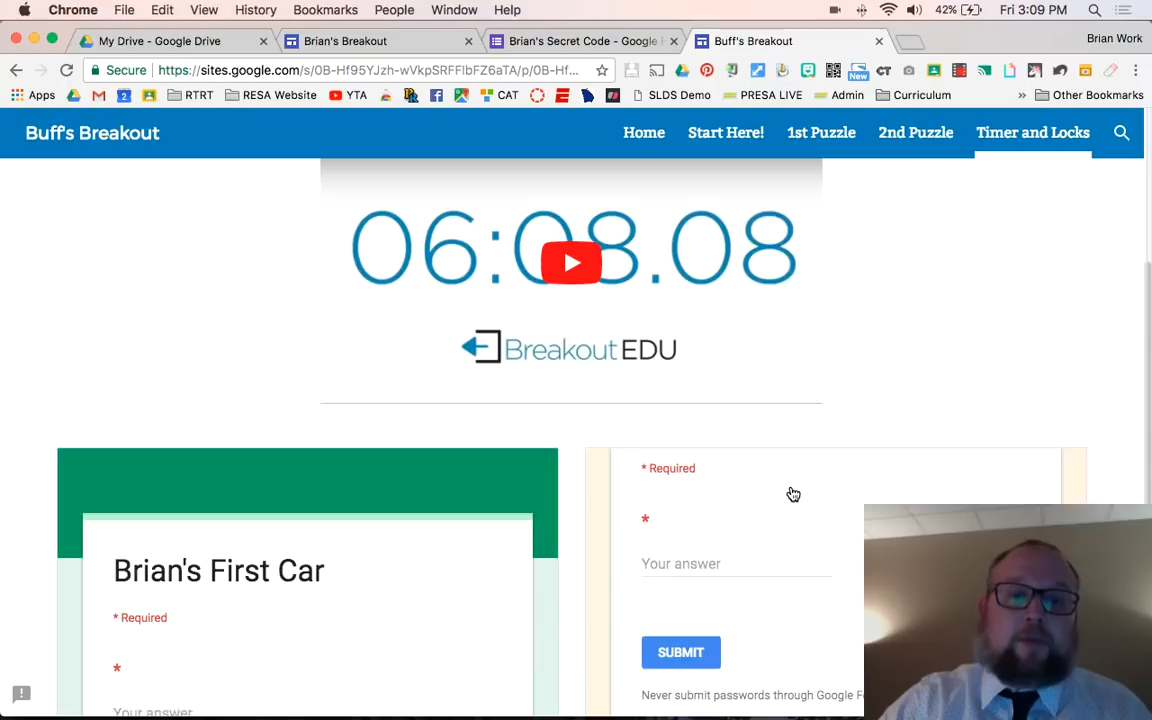 Chrome File Edit View History Bookmarks People Window Help 42% Fri 3:09 PM
My Drive - Google Drive Brian's Breakout Brian's Secret Code - Google F Buff's Breakout Brian Work
Secure https://sites.google.com/s/0B-Hf95YJzh-wVkpSRFFlbFZ6aTA/p/0B-Hf... New CT
Apps 2 RTRT RESA Website YTA CAT SLDS Demo PRESA LIVE Admin Curriculum » Other Bookmarks
Buff's Breakout Home Start Here! 1st Puzzle 2nd Puzzle Timer and Locks
06:08.08
Breakout EDU
Brian's First Car
* Required
*
Your answer
* Required
*
Your answer
SUBMIT
Never submit passwords through Google Fo